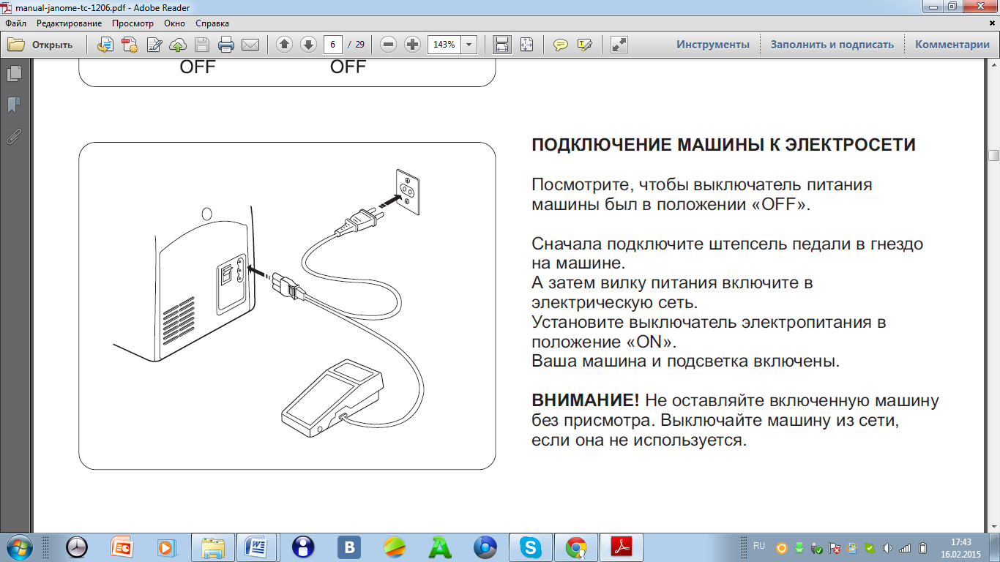 manual-janome-tc-1206.pdf - Adobe Reader
Файл Редактирование Просмотр Окно Справка
Открыть 6 / 29 143% Инструменты Заполнить и подписать Комментарии
OFF OFF
ПОДКЛЮЧЕНИЕ МАШИНЫ К ЭЛЕКТРОСЕТИ
Посмотрите, чтобы выключатель питания
машины был в положении «OFF».
Сначала подключите штепсель педали в гнездо
на машине.
А затем вилку питания включите в
электрическую сеть.
Установите выключатель электропитания в
положение «ON».
Ваша машина и подсветка включены.
ВНИМАНИЕ! Не оставляйте включенную машину
без присмотра. Выключайте машину из сети,
если она не используется.
RU
17:43
16.02.2015